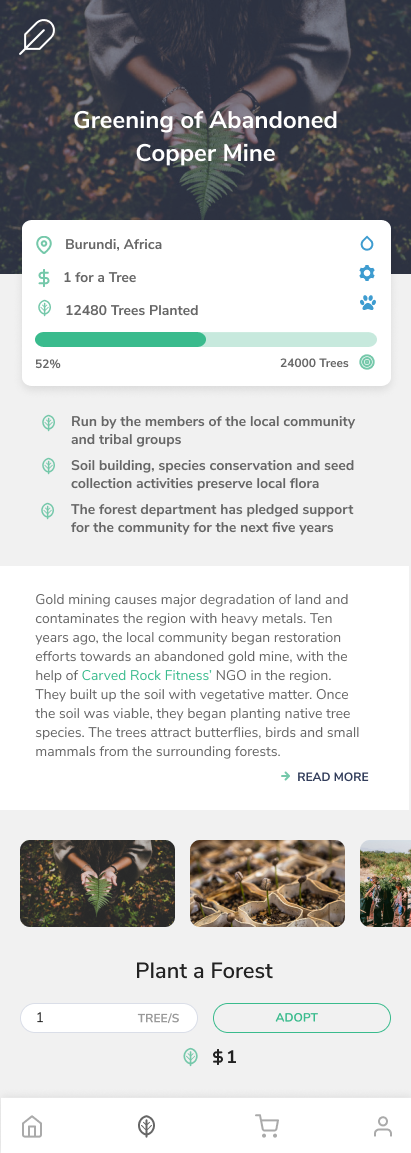 Greening of Abandoned
Copper Mine
Burundi, Africa
1 for a Tree
12480 Trees Planted
52%
24000 Trees
Run by the members of the local community
and tribal groups
Soil building, species conservation and seed
collection activities preserve local flora
The forest department has pledged support
for the community for the next five years
Gold mining causes major degradation of land and
contaminates the region with heavy metals. Ten
years ago, the local community began restoration
efforts towards an abandoned gold mine, with the
help of Carved Rock Fitness' NGO in the region.
They built up the soil with vegetative matter. Once
the soil was viable, they began planting native tree
species. The trees attract butterflies, birds and small
mammals from the surrounding forests.
READ MORE
Plant a Forest
1 TREE/S
ADOPT
$1